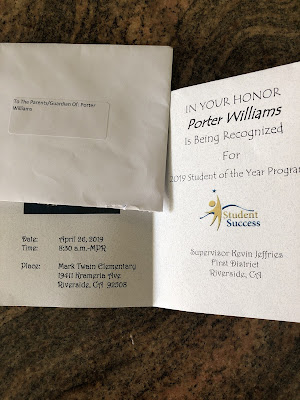 To The Parents/Guardian Of: Porter
Williams
Date: April 26, 2019
Time: 8:30 a.m.-MPR
Place: Mark Twain Elementary
19411 Krameria Ave
Riverside, CA 92508
IN YOUR HONOR
Porter Williams
Is Being Recognized
For
2019 Student of the Year Program
Student
Success
Supervisor Kevin Jeffries
First District
Riverside, CA